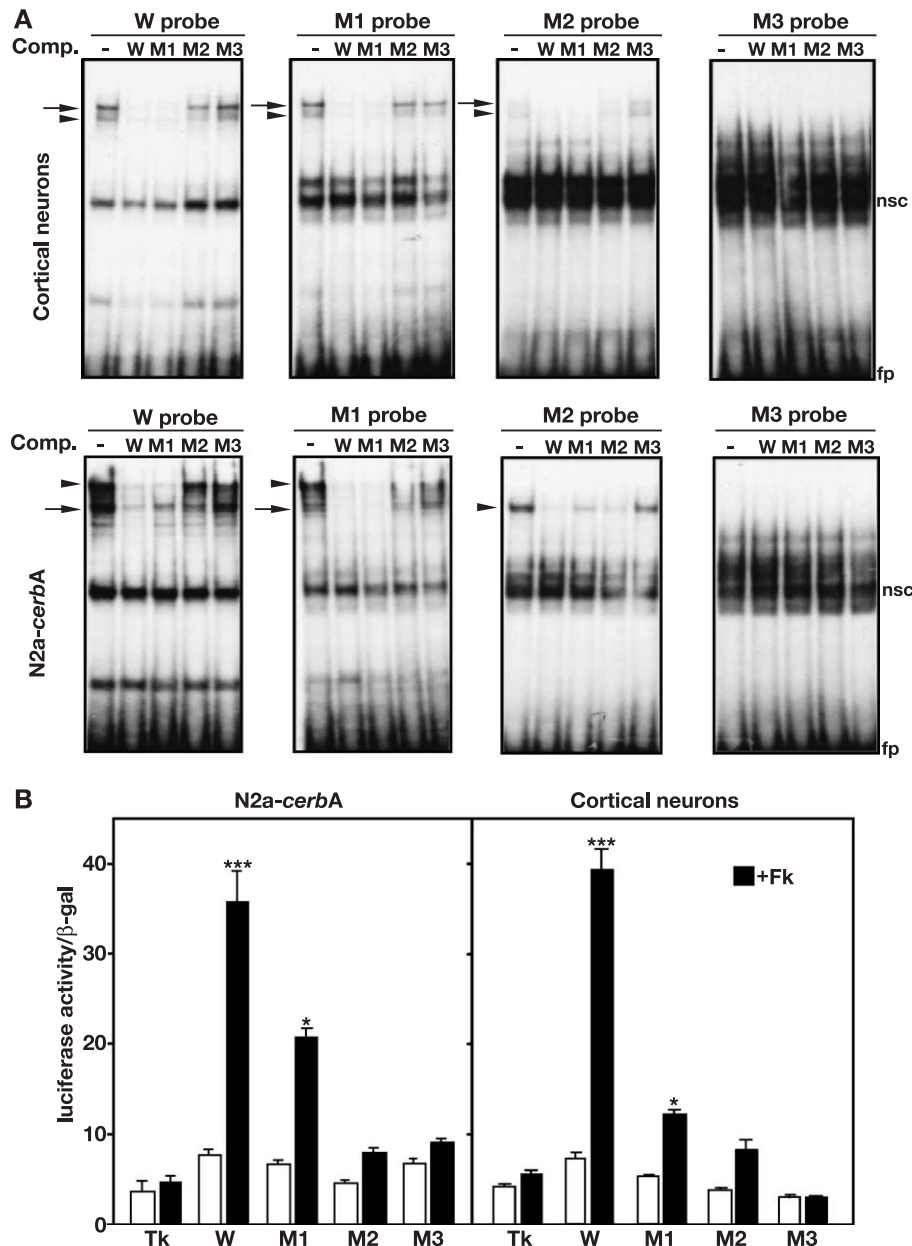 A
W probe M1 probe M2 probe M3 probe
Comp. - W M1 M2 M3 - W M1 M2 M3 - W M1 M2 M3 - W M1 M2 M3
Cortical neurons
nsc
fp
W probe M1 probe M2 probe M3 probe
Comp. - W M1 M2 M3 - W M1 M2 M3 - W M1 M2 M3 - W M1 M2 M3
N2a-cerbA
nsc
fp
B
N2a-cerbA Cortical neurons
luciferase activity/β-gal
40
30
20
10
0
*** * *** *
+Fk
Tk W M1 M2 M3 Tk W M1 M2 M3